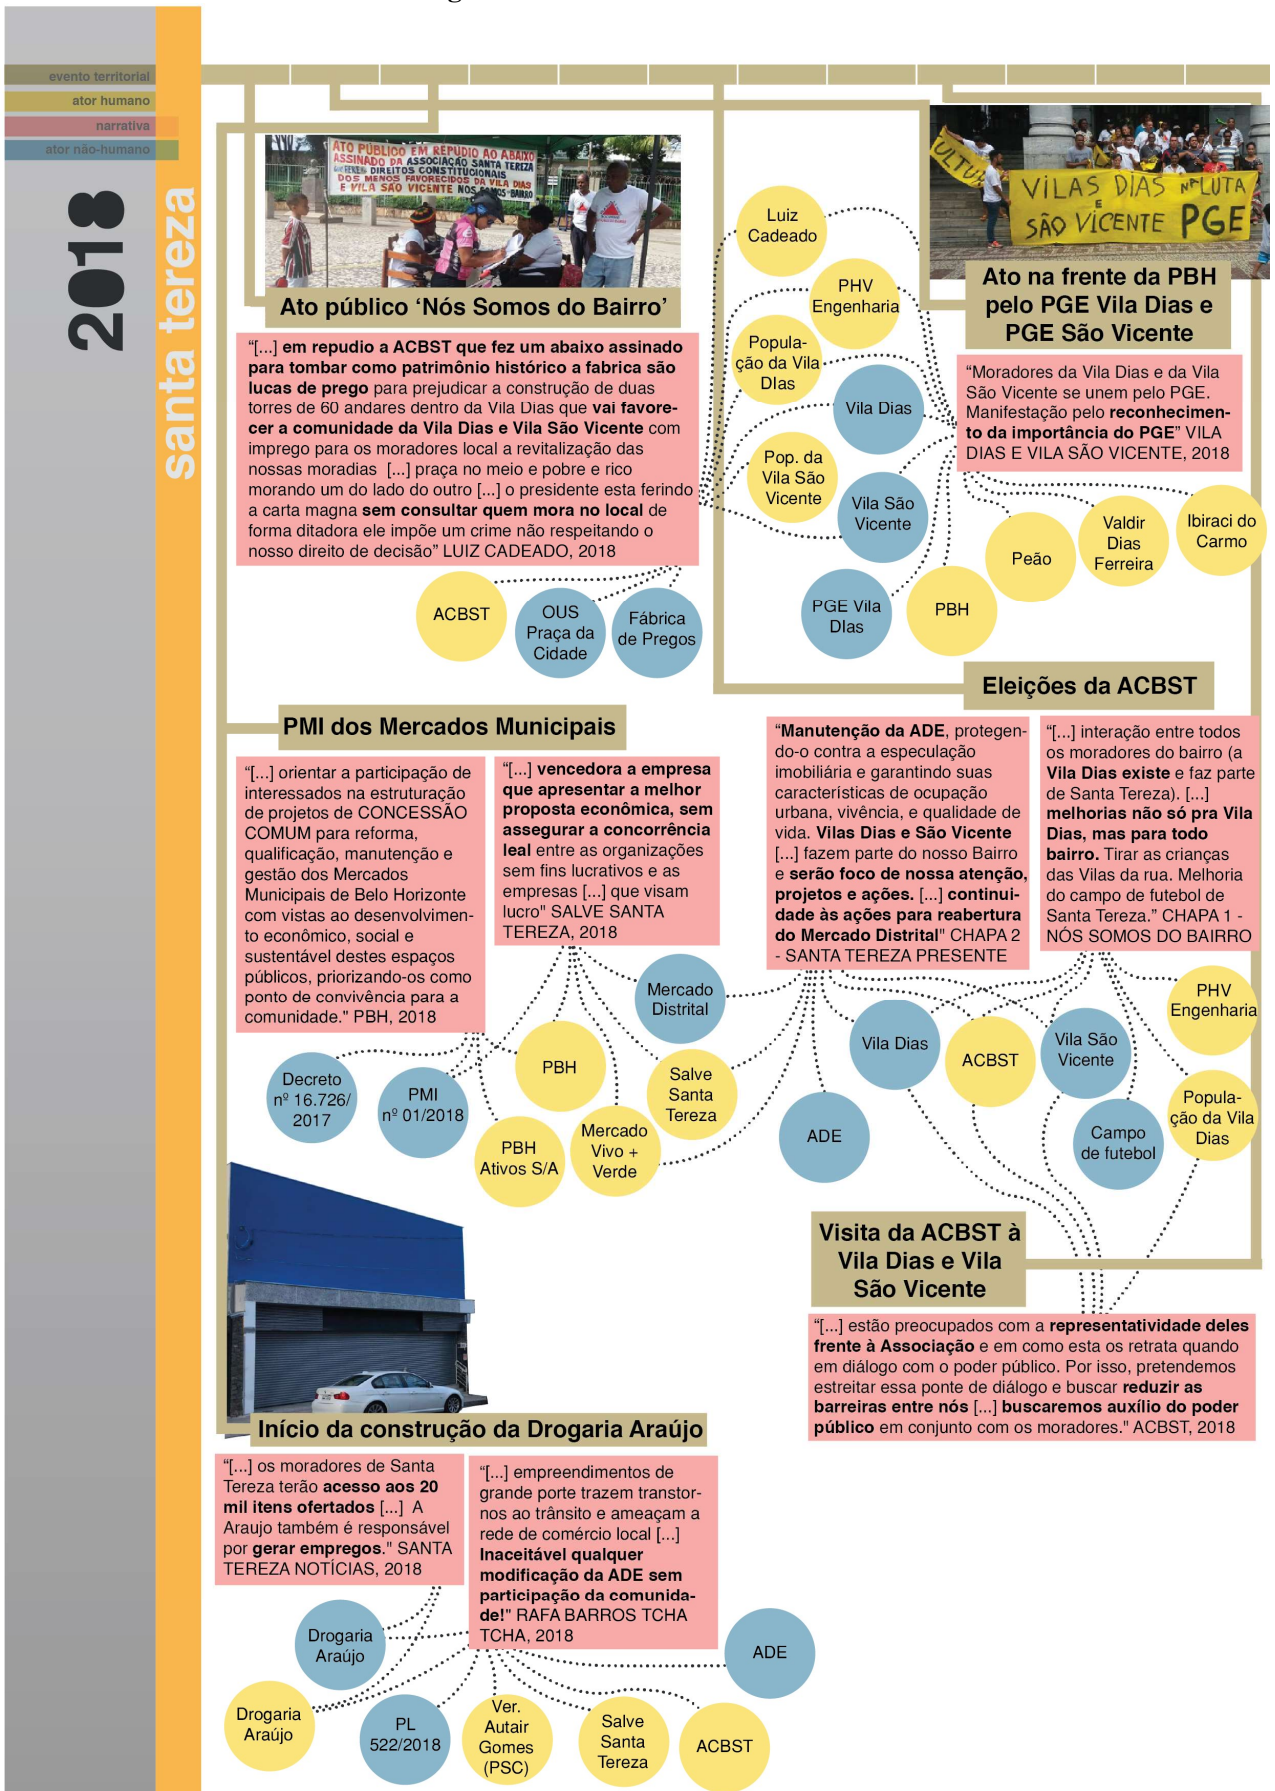 evento territorial
ator humano
narrativa
ator não-humano
2018
santa tereza
ATO PÚBLICO EM REPÚDIO AO ABAIXO
ASSINADO DA ASSOCIAÇÃO SANTA TEREZA
DIREITOS CONSTITUCIONAIS
DOS MENOS FAVORECIDOS DA VILA DIAS
E VILA SÃO VICENTE NÓS SOMOS BAIRRO
Ato público ‘Nós Somos do Bairro’
“[...] em repudio a ACBST que fez um abaixo assinado
para tombar como patrimônio histórico a fabrica são
lucas de prego para prejudicar a construção de duas
torres de 60 andares dentro da Vila Dias que vai favore-
cer a comunidade da Vila Dias e Vila São Vicente com
imprego para os moradores local a revitalização das
nossas moradias [...] praça no meio e pobre e rico
morando um do lado do outro [...] o presidente esta ferindo
a carta magna sem consultar quem mora no local de
forma ditadora ele impõe um crime não respeitando o
nosso direito de decisão” LUIZ CADEADO, 2018
ACBST
OUS
Praça da
Cidade
Fábrica
de Pregos
Luiz
Cadeado
PHV
Engenharia
Popula-
ção da Vila
DIas
Vila Dias
Pop. da
Vila São
Vicente
Vila São
Vicente
PGE Vila
DIas
PBH
Peão
Valdir
Dias
Ferreira
Ibiraci do
Carmo
ULTUR
VILAS DIAS NA LUTA
E
SÃO VICENTE PGE
Ato na frente da PBH
pelo PGE Vila Dias e
PGE São Vicente
“Moradores da Vila Dias e da Vila
São Vicente se unem pelo PGE.
Manifestação pelo reconhecimen-
to da importância do PGE” VILA
DIAS E VILA SÃO VICENTE, 2018
Eleições da ACBST
“Manutenção da ADE, protegen-
do-o contra a especulação
imobiliária e garantindo suas
características de ocupação
urbana, vivência, e qualidade de
vida. Vilas Dias e São Vicente
[...] fazem parte do nosso Bairro
e serão foco de nossa atenção,
projetos e ações. [...] continui-
dade às ações para reabertura
do Mercado Distrital" CHAPA 2
- SANTA TEREZA PRESENTE
“[...] interação entre todos
os moradores do bairro (a
Vila Dias existe e faz parte
de Santa Tereza). [...]
melhorias não só pra Vila
Dias, mas para todo
bairro. Tirar as crianças
das Vilas da rua. Melhoria
do campo de futebol de
Santa Tereza.” CHAPA 1 -
NÓS SOMOS DO BAIRRO
PMI dos Mercados Municipais
“[...] orientar a participação de
interessados na estruturação
de projetos de CONCESSÃO
COMUM para reforma,
qualificação, manutenção e
gestão dos Mercados
Municipais de Belo Horizonte
com vistas ao desenvolvimen-
to econômico, social e
sustentável destes espaços
públicos, priorizando-os como
ponto de convivência para a
comunidade." PBH, 2018
“[...] vencedora a empresa
que apresentar a melhor
proposta econômica, sem
assegurar a concorrência
leal entre as organizações
sem fins lucrativos e as
empresas [...] que visam
lucro" SALVE SANTA
TEREZA, 2018
Mercado
Distrital
Decreto
nº 16.726/
2017
PMI
nº 01/2018
PBH
PBH
Ativos S/A
Mercado
Vivo +
Verde
Salve
Santa
Tereza
ADE
Vila Dias
ACBST
Vila São
Vicente
Campo
de futebol
PHV
Engenharia
Popula-
ção da Vila
Dias
Visita da ACBST à
Vila Dias e Vila
São Vicente
“[...] estão preocupados com a representatividade deles
frente à Associação e em como esta os retrata quando
em diálogo com o poder público. Por isso, pretendemos
estreitar essa ponte de diálogo e buscar reduzir as
barreiras entre nós [...] buscaremos auxílio do poder
público em conjunto com os moradores." ACBST, 2018
Início da construção da Drogaria Araújo
“[...] os moradores de Santa
Tereza terão acesso aos 20
mil itens ofertados [...] A
Araujo também é responsável
por gerar empregos." SANTA
TEREZA NOTÍCIAS, 2018
“[...] empreendimentos de
grande porte trazem transtor-
nos ao trânsito e ameaçam a
rede de comércio local [...]
Inaceitável qualquer
modificação da ADE sem
participação da comunida-
de!" RAFA BARROS TCHA
TCHA, 2018
Drogaria
Araújo
Drogaria
Araújo
PL
522/2018
Ver.
Autair
Gomes
(PSC)
Salve
Santa
Tereza
ACBST
ADE